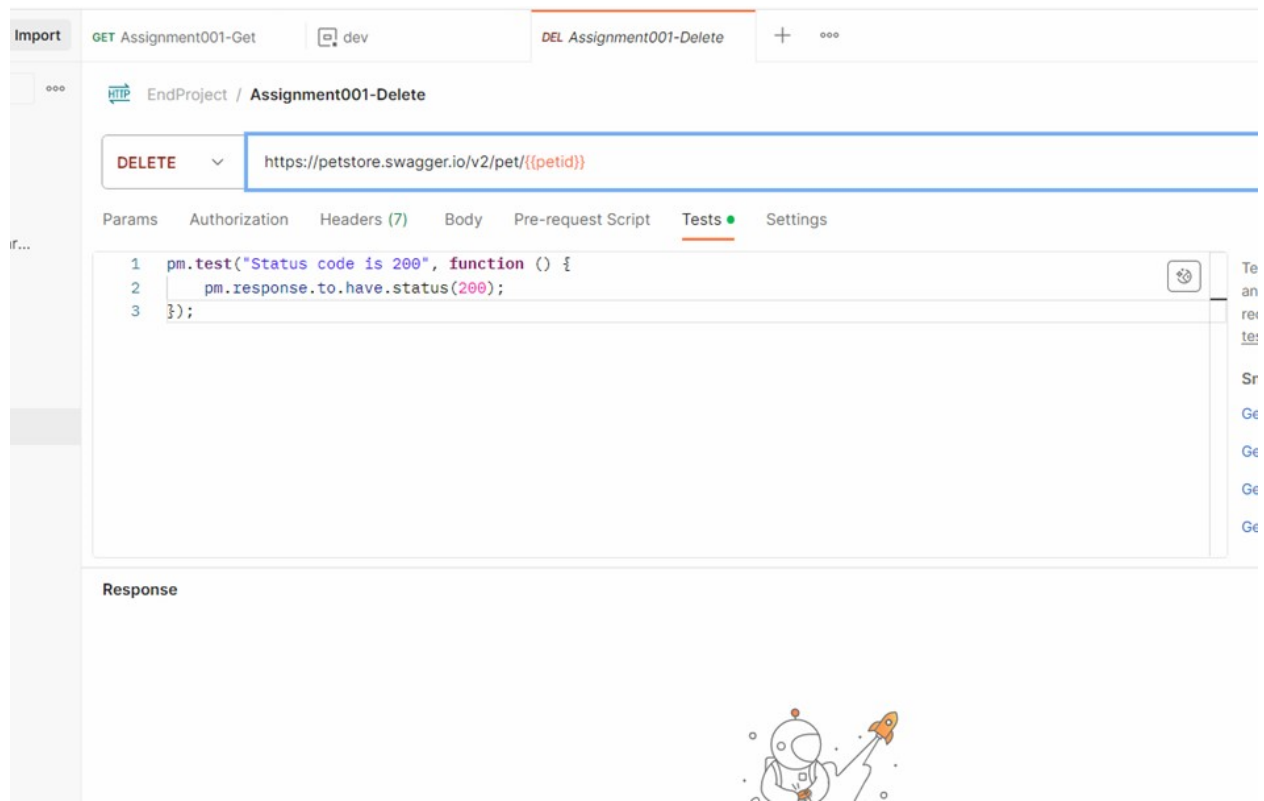 Import
GET Assignment001-Get
dev
DEL Assignment001-Delete
HTTP EndProject / Assignment001-Delete
DELETE
https://petstore.swagger.io/v2/pet/{{petid}}
Params Authorization Headers (7) Body Pre-request Script Tests Settings
1 pm.test("Status code is 200", function () {
2 pm.response.to.have.status(200);
3 });
Response